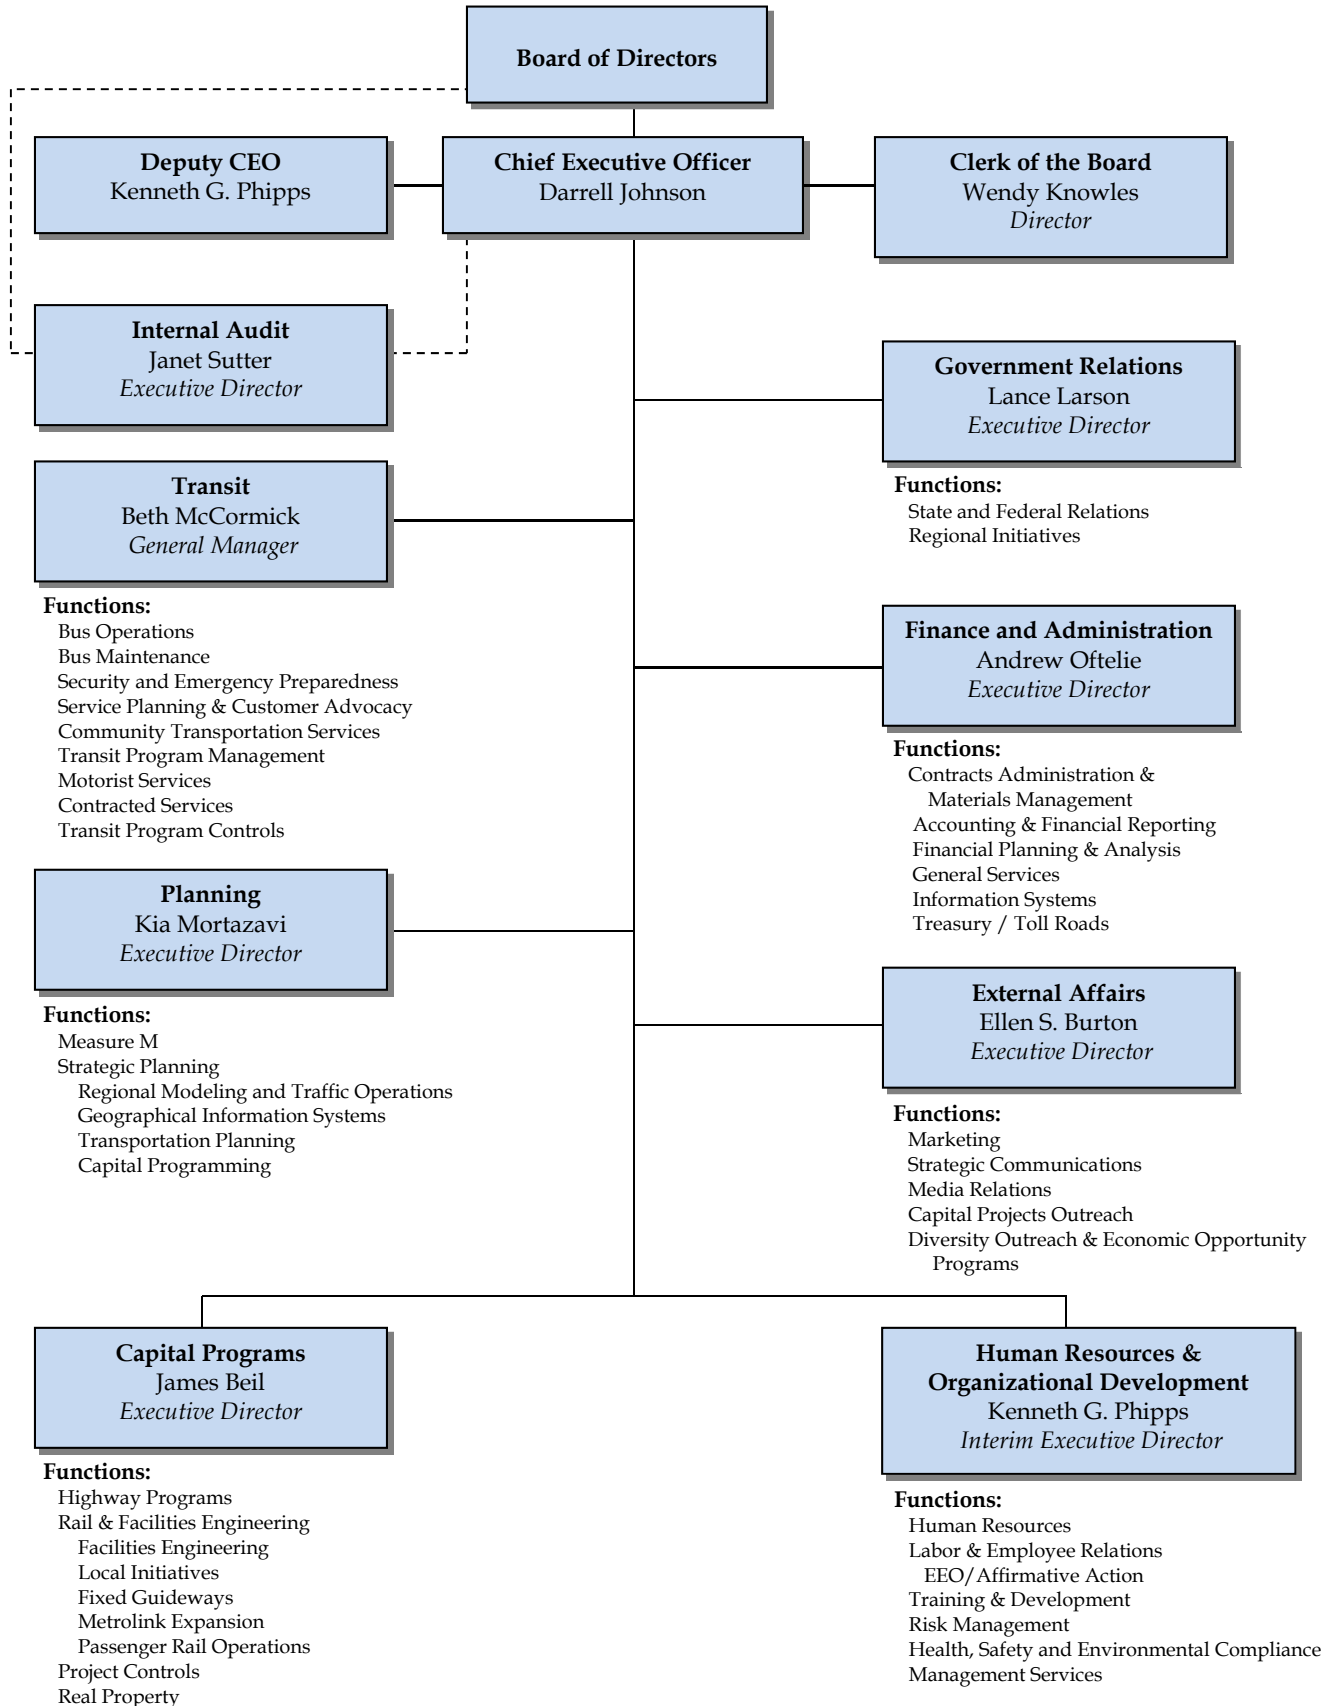 Board of Directors
Deputy CEO
Kenneth G. Phipps
Chief Executive Officer
Darrell Johnson
Clerk of the Board
Wendy Knowles
Director
Internal Audit
Janet Sutter
Executive Director
Government Relations
Lance Larson
Executive Director
Functions:
State and Federal Relations
Regional Initiatives
Transit
Beth McCormick
General Manager
Functions:
Bus Operations
Bus Maintenance
Security and Emergency Preparedness
Service Planning & Customer Advocacy
Community Transportation Services
Transit Program Management
Motorist Services
Contracted Services
Transit Program Controls
Finance and Administration
Andrew Oftelie
Executive Director
Functions:
Contracts Administration &
Materials Management
Accounting & Financial Reporting
Financial Planning & Analysis
General Services
Information Systems
Treasury / Toll Roads
Planning
Kia Mortazavi
Executive Director
Functions:
Measure M
Strategic Planning
Regional Modeling and Traffic Operations
Geographical Information Systems
Transportation Planning
Capital Programming
External Affairs
Ellen S. Burton
Executive Director
Functions:
Marketing
Strategic Communications
Media Relations
Capital Projects Outreach
Diversity Outreach & Economic Opportunity
Programs
Capital Programs
James Beil
Executive Director
Functions:
Highway Programs
Rail & Facilities Engineering
Facilities Engineering
Local Initiatives
Fixed Guideways
Metrolink Expansion
Passenger Rail Operations
Project Controls
Real Property
Human Resources &
Organizational Development
Kenneth G. Phipps
Interim Executive Director
Functions:
Human Resources
Labor & Employee Relations
EEO/Affirmative Action
Training & Development
Risk Management
Health, Safety and Environmental Compliance
Management Services